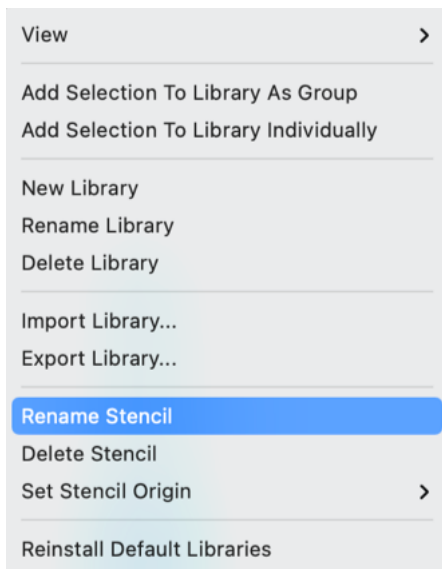 View
Add Selection To Library As Group
Add Selection To Library Individually
New Library
Rename Library
Delete Library
Import Library...
Export Library...
Rename Stencil
Delete Stencil
Set Stencil Origin
Reinstall Default Libraries